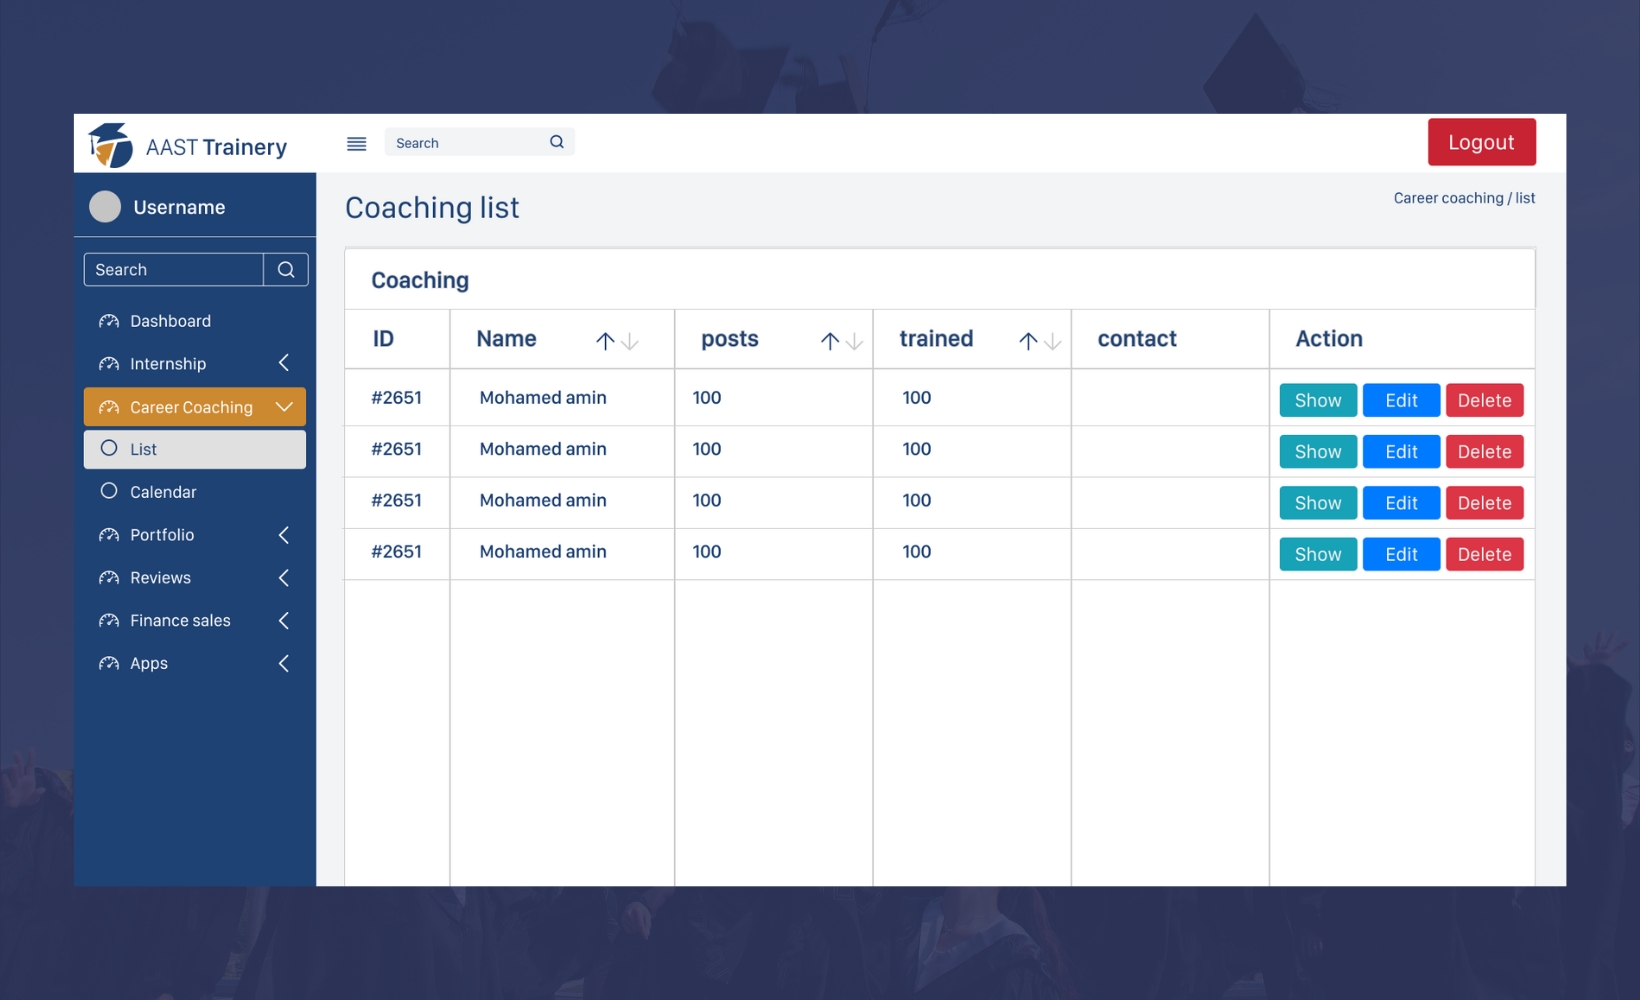 AAST Trainery
Search
Logout
Username
Search
Dashboard
Internship
Career Coaching
List
Calendar
Portfolio
Reviews
Finance sales
Apps
Coaching list
Career coaching / list
Coaching
ID Name posts trained contact Action
#2651 Mohamed amin 100 100 Show Edit Delete
#2651 Mohamed amin 100 100 Show Edit Delete
#2651 Mohamed amin 100 100 Show Edit Delete
#2651 Mohamed amin 100 100 Show Edit Delete